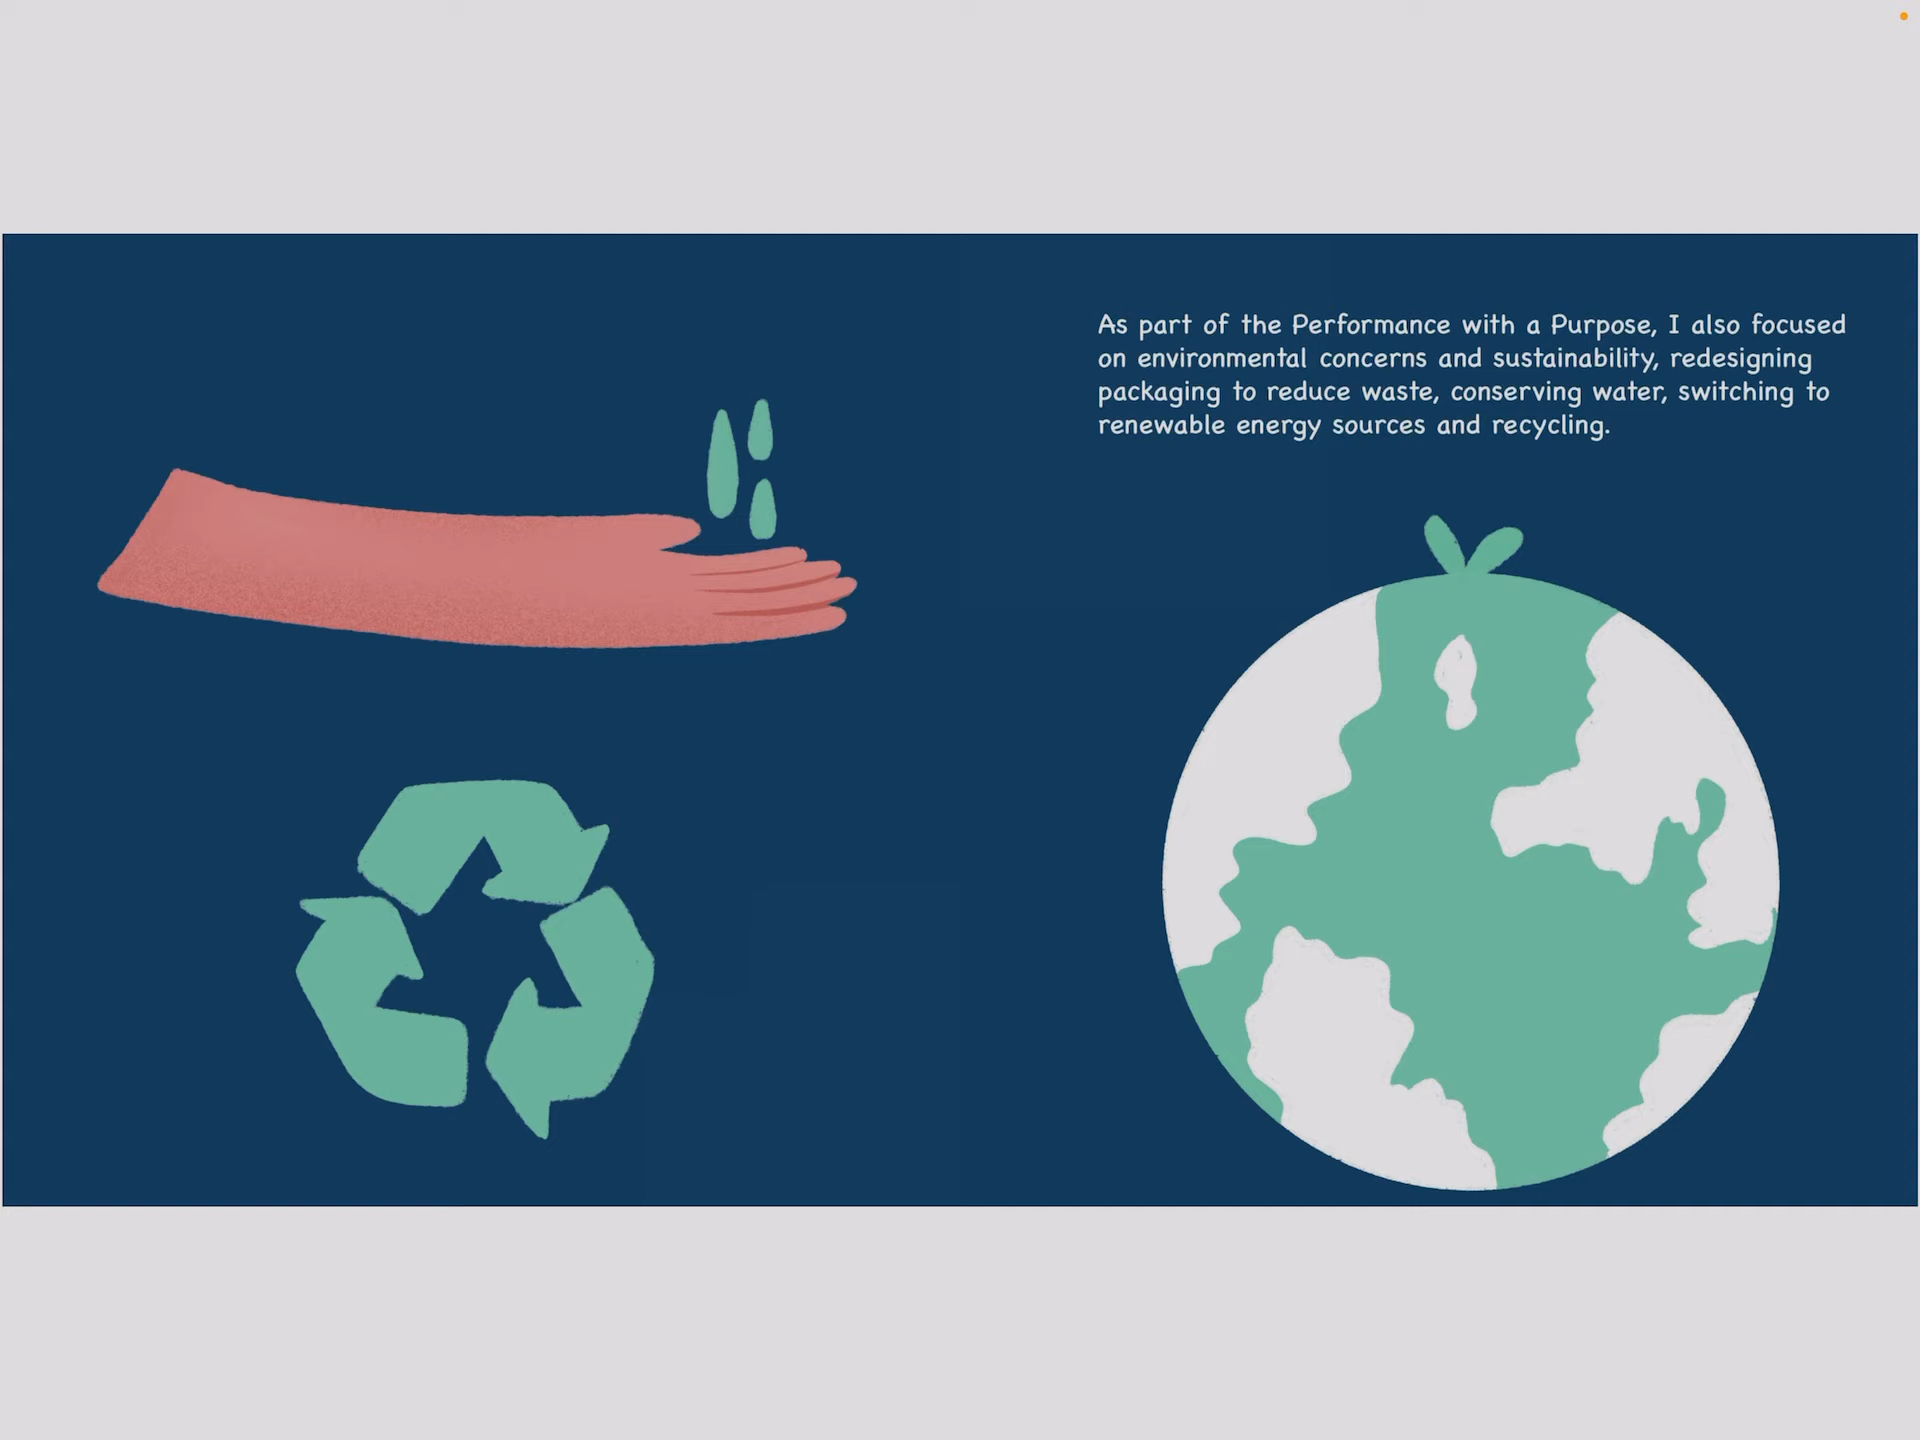 As part of the Performance with a Purpose, I also focused
on environmental concerns and sustainability, redesigning
packaging to reduce waste, conserving water, switching to
renewable energy sources and recycling.